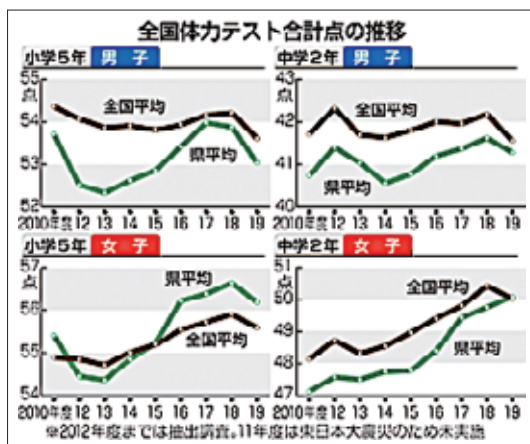 全国体力テスト合計点の推移
小学5年 男子
中学2年 男子
55
点
54
53
52
全国平均
県平均
2010年度 12 13 14 15 16 17 18 19
43
点
42
41
40
全国平均
県平均
2010年度 12 13 14 15 16 17 18 19
小学5年 女子
中学2年 女子
57
点
56
55
54
県平均
全国平均
2010年度 12 13 14 15 16 17 18 19
51
点
50
49
48
47
全国平均
県平均
2010年度 12 13 14 15 16 17 18 19
※2012年度までは抽出調査。11年度は東日本大震災のため未実施